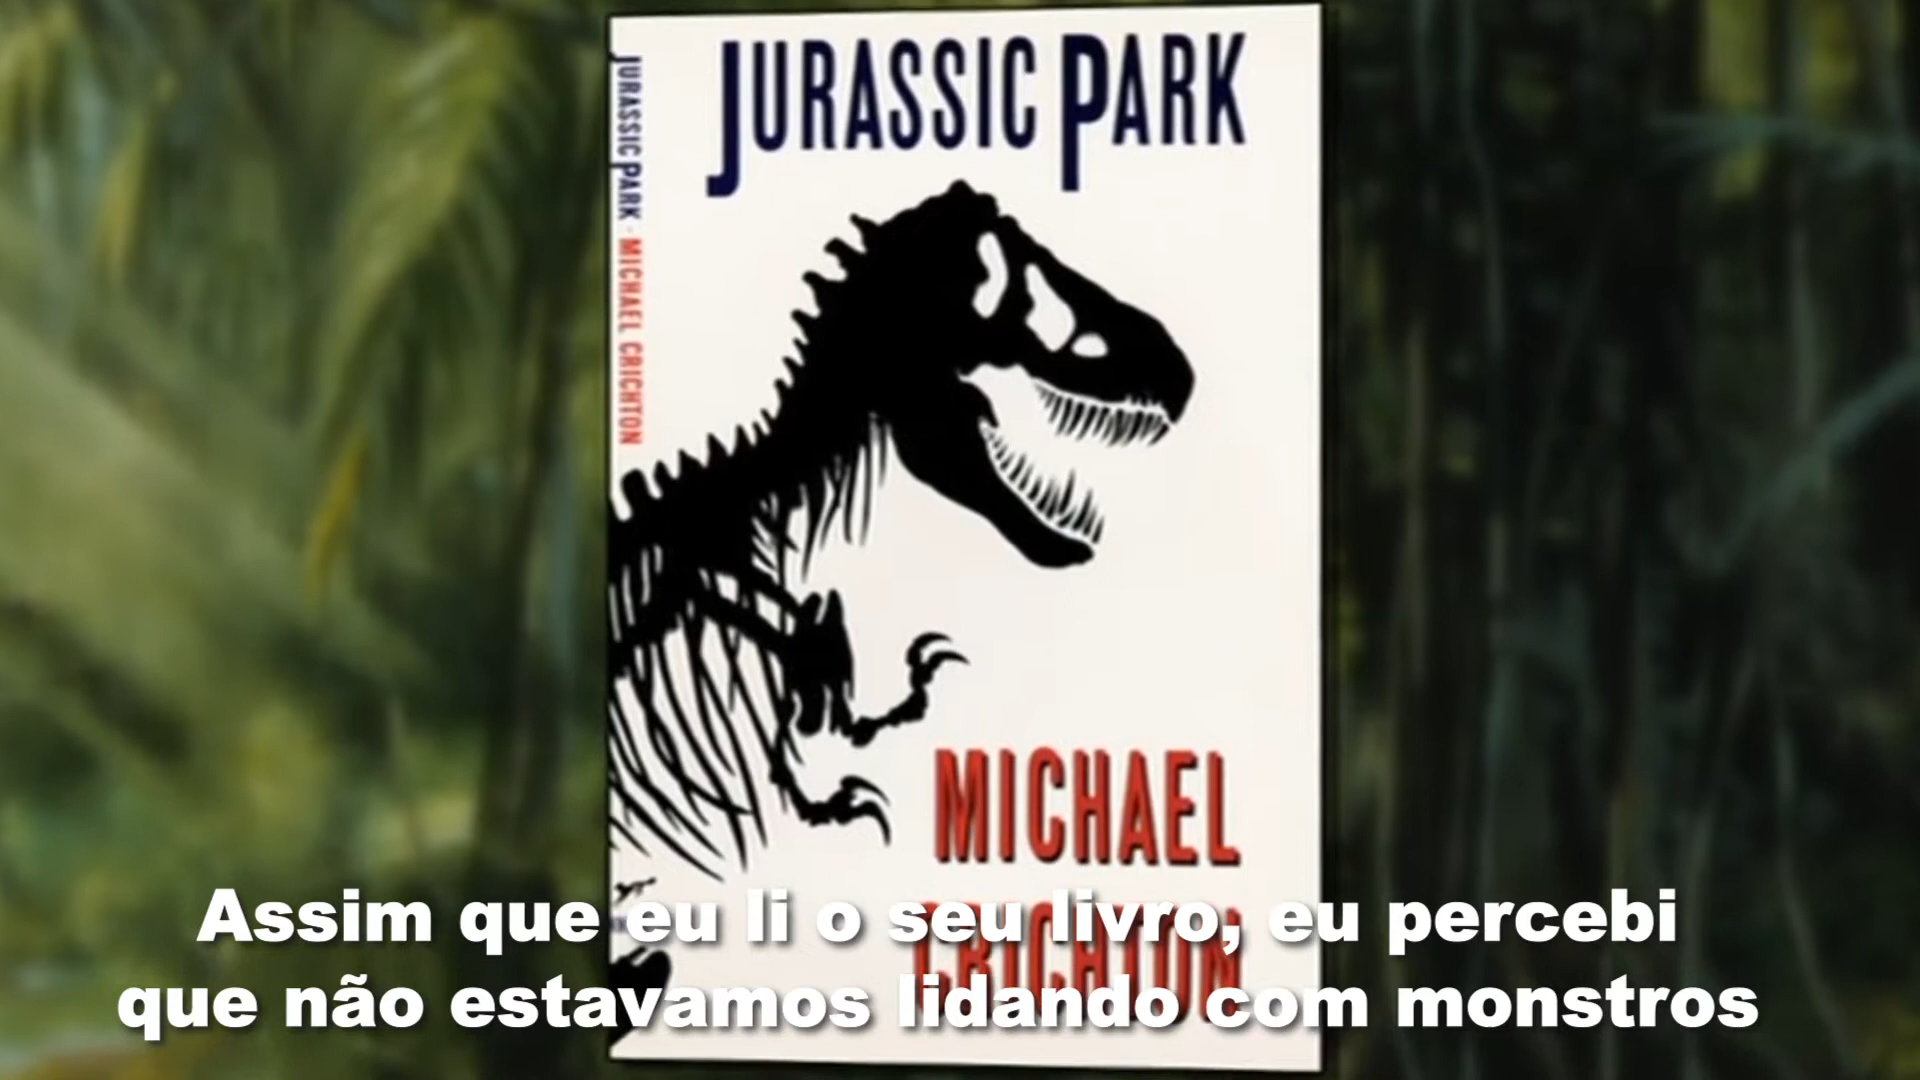 JURASSIC PARK
JURASSIC PARK · MICHAEL CRICHTON
MICHAEL
CRICHTON
Assim que eu li o seu livro, eu percebi
que não estavamos lidando com monstros